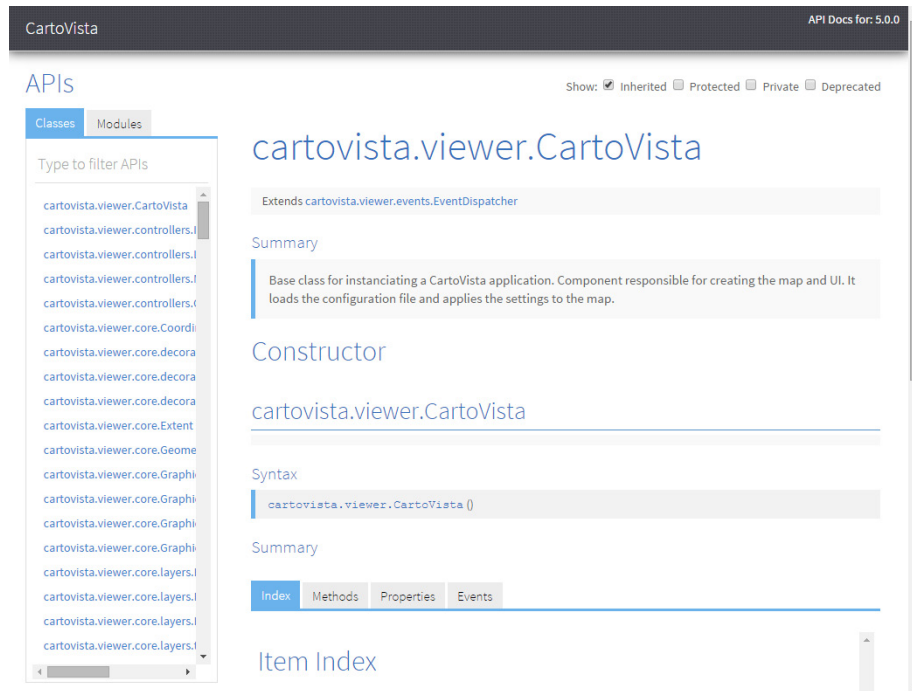 CartoVista
API Docs for: 5.0.0
APIs
Show: Inherited Protected Private Deprecated
Classes Modules
Type to filter APIs
cartovista.viewer.CartoVista
cartovista.viewer.controllers.
cartovista.viewer.controllers.
cartovista.viewer.controllers.
cartovista.viewer.controllers.
cartovista.viewer.core.Coordi
cartovista.viewer.core.decora
cartovista.viewer.core.decora
cartovista.viewer.core.decora
cartovista.viewer.core.Extent
cartovista.viewer.core.Geome
cartovista.viewer.core.Graphi
cartovista.viewer.core.Graphi
cartovista.viewer.core.Graphi
cartovista.viewer.core.Graphi
cartovista.viewer.core.layers.
cartovista.viewer.core.layers.
cartovista.viewer.core.layers.
cartovista.viewer.core.layers.
cartovista.viewer.CartoVista
Extends cartovista.viewer.events.EventDispatcher
Summary
Base class for instanciating a CartoVista application. Component responsible for creating the map and UI. It
loads the configuration file and applies the settings to the map.
Constructor
cartovista.viewer.CartoVista
Syntax
cartovista.viewer.CartoVista()
Summary
Index Methods Properties Events
Item Index